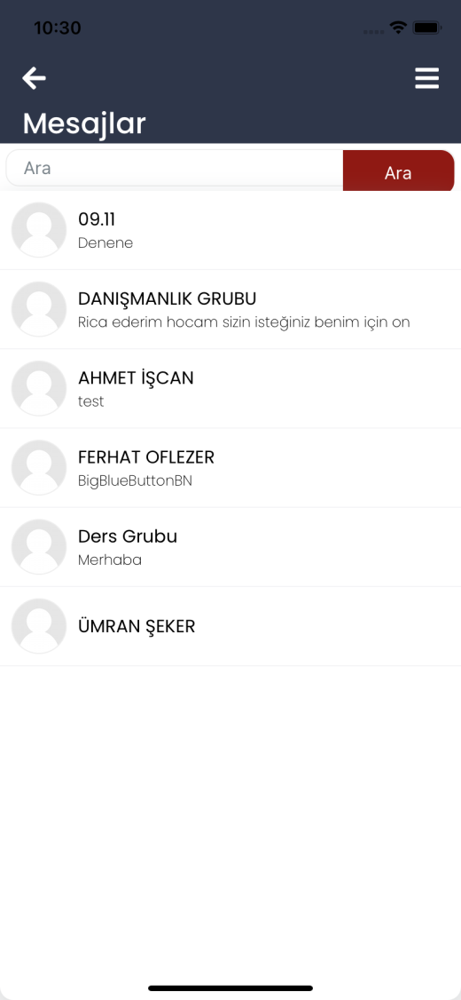 10:30
Mesajlar
Ara
Ara
09.11
Denene
DANIŞMANLIK GRUBU
Rica ederim hocam sizin isteğiniz benim için on
AHMET İŞCAN
test
FERHAT OFLEZER
BigBlueButtonBN
Ders Grubu
Merhaba
ÜMRAN ŞEKER